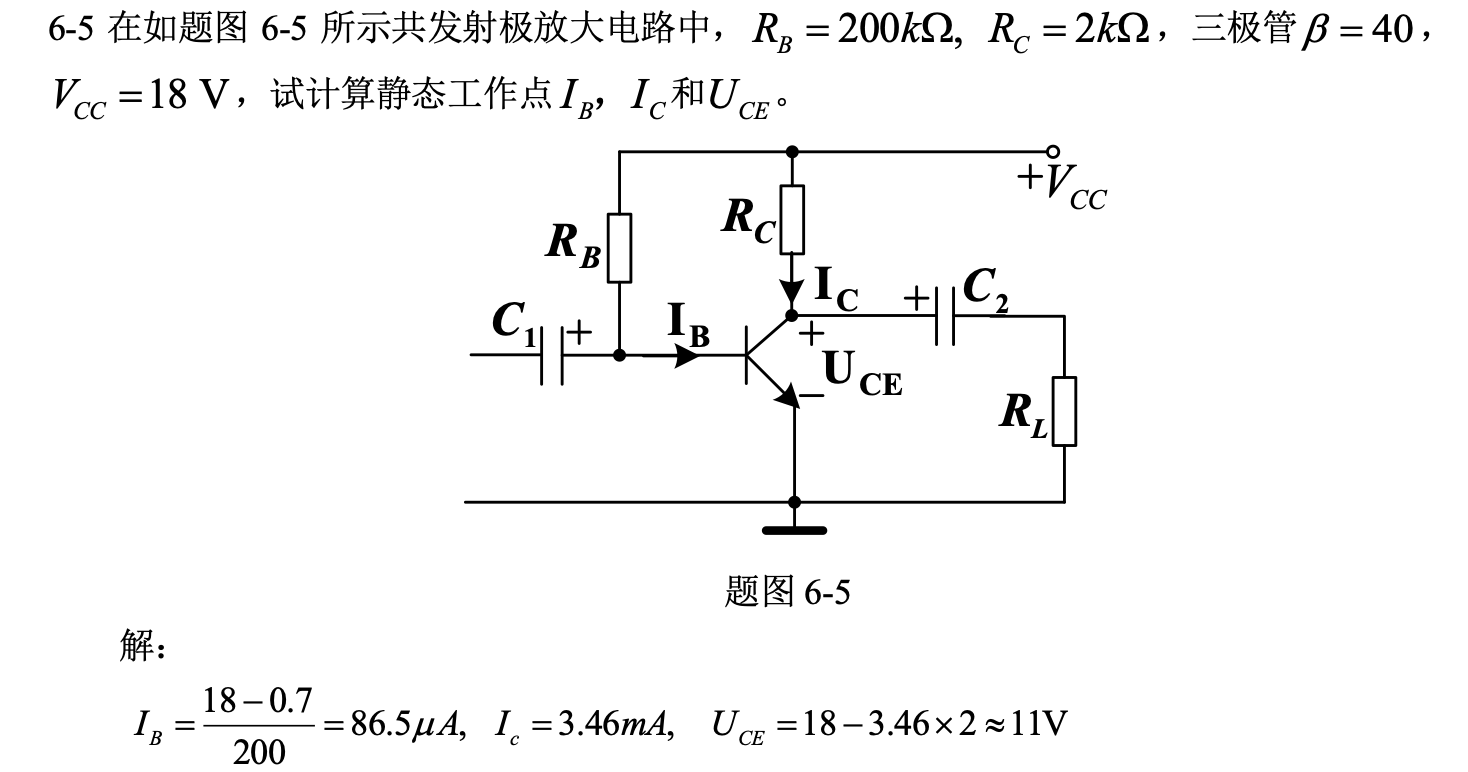 6-5 在如题图 6-5 所示共发射极放大电路中，R_B = 200kΩ, R_C = 2kΩ，三极管 β = 40，
V_CC = 18 V，试计算静态工作点 I_B，I_C 和 U_CE。
+V_CC
R_C
R_B
I_C
+
C_2
C_1
+
I_B
+
U_CE
−
R_L
题图 6-5
解：
I_B = (18 − 0.7)/200 = 86.5μA, I_c = 3.46mA, U_CE = 18 − 3.46 × 2 ≈ 11V